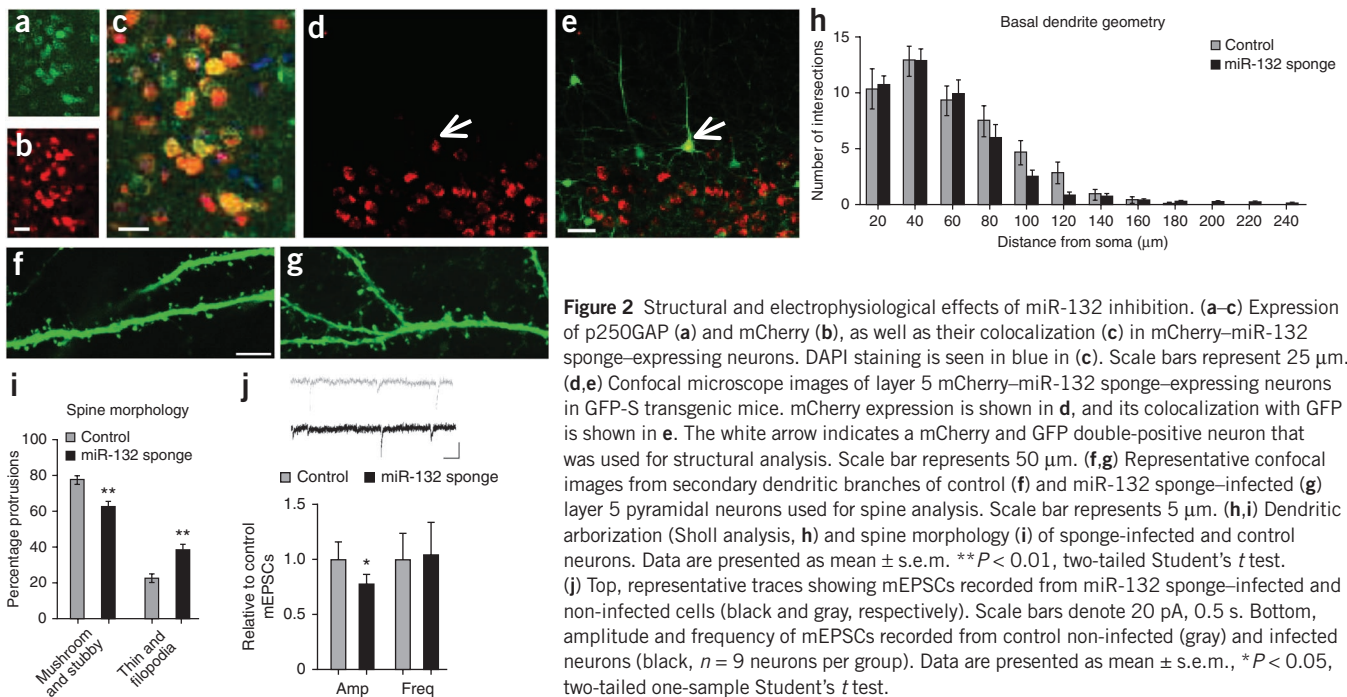 a
b
c
d
e
f
g
h
Basal dendrite geometry
Control
miR-132 sponge
Number of intersections
15
10
5
0
20 40 60 80 100 120 140 160 180 200 220 240
Distance from soma (μm)
i
Spine morphology
Control
miR-132 sponge
Percentage protrusions
100
80
60
40
20
0
**
**
Mushroom
and stubby
Thin and
filopodia
j
Control miR-132 sponge
Relative to control
mEPSCs
1.5
1.0
0.5
0
*
Amp Freq
Figure 2 Structural and electrophysiological effects of miR-132 inhibition. (a–c) Expression
of p250GAP (a) and mCherry (b), as well as their colocalization (c) in mCherry–miR-132
sponge–expressing neurons. DAPI staining is seen in blue in (c). Scale bars represent 25 μm.
(d,e) Confocal microscope images of layer 5 mCherry–miR-132 sponge–expressing neurons
in GFP-S transgenic mice. mCherry expression is shown in d, and its colocalization with GFP
is shown in e. The white arrow indicates a mCherry and GFP double-positive neuron that
was used for structural analysis. Scale bar represents 50 μm. (f,g) Representative confocal
images from secondary dendritic branches of control (f) and miR-132 sponge–infected (g)
layer 5 pyramidal neurons used for spine analysis. Scale bar represents 5 μm. (h,i) Dendritic
arborization (Sholl analysis, h) and spine morphology (i) of sponge-infected and control
neurons. Data are presented as mean ± s.e.m. **P < 0.01, two-tailed Student's t test.
(j) Top, representative traces showing mEPSCs recorded from miR-132 sponge–infected and
non-infected cells (black and gray, respectively). Scale bars denote 20 pA, 0.5 s. Bottom,
amplitude and frequency of mEPSCs recorded from control non-infected (gray) and infected
neurons (black, n = 9 neurons per group). Data are presented as mean ± s.e.m., *P < 0.05,
two-tailed one-sample Student's t test.